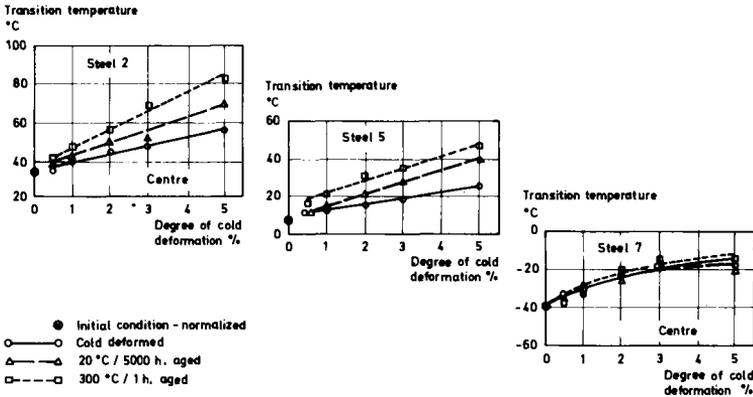 Transition temperature
°C
100
80
60
40
20
Steel 2
Centre
0 1 2 3 4 5
Degree of cold
deformation %
Transition temperature
°C
60
40
20
0
Steel 5
0 1 2 3 4 5
Degree of cold
deformation %
Transition temperature
°C
0
-20
-40
-60
Steel 7
Centre
0 1 2 3 4 5
Degree of cold
deformation %
Initial condition - normalized
Cold deformed
20 °C / 5000 h. aged
300 °C / 1 h. aged